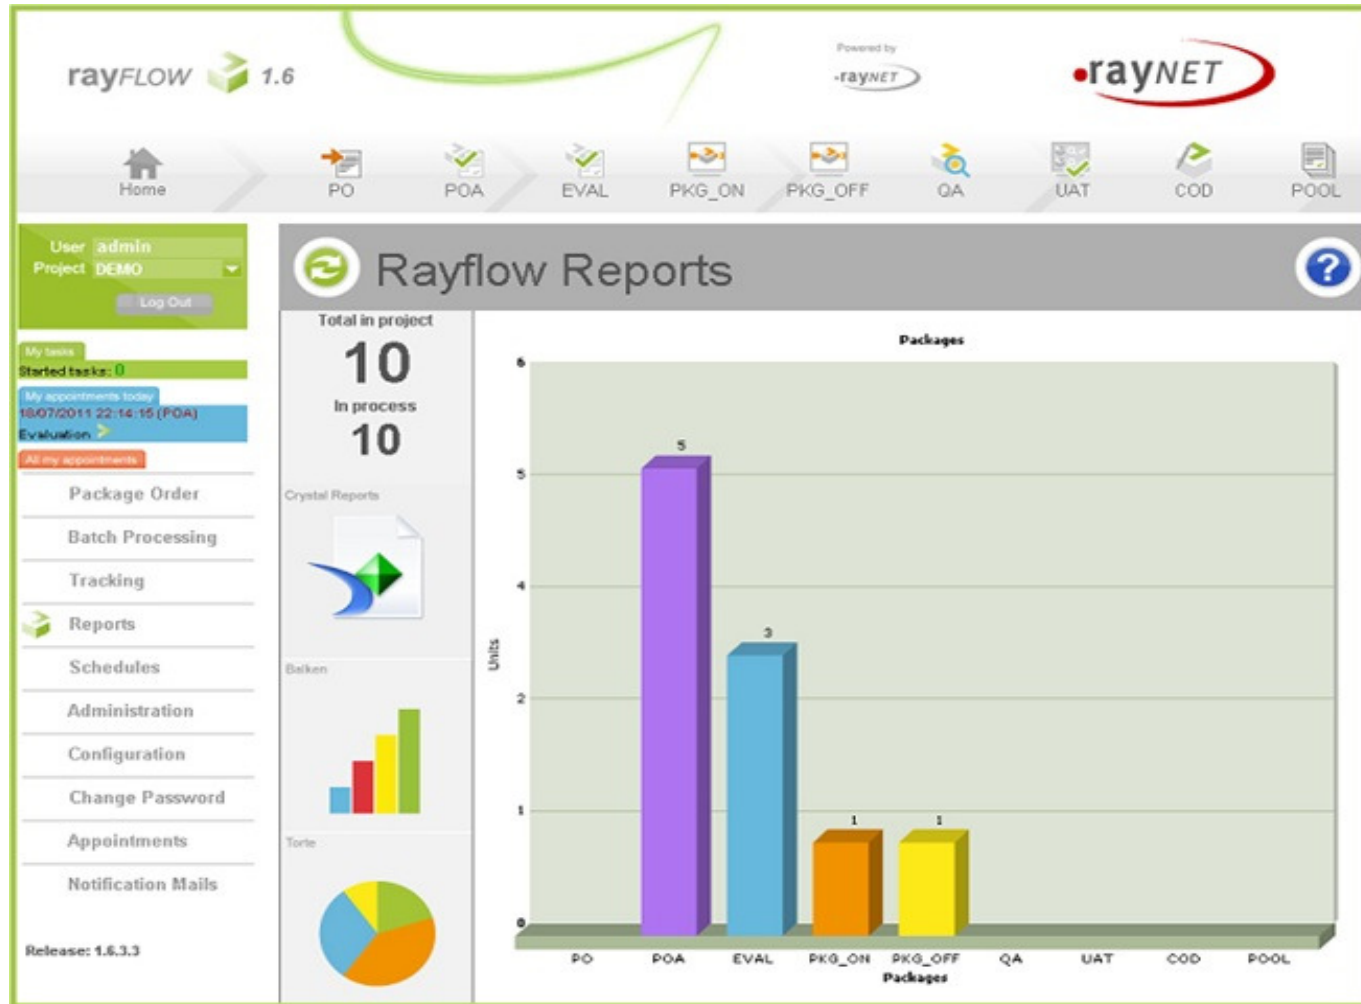 rayFLOW 1.6
Powered by
raynet
rayNET
Home
PO
POA
EVAL
PKG_ON
PKG_OFF
QA
UAT
COD
POOL
User admin
Project DEMO
Log Out
My tasks
Started tasks: 0
My appointments today
18/07/2011 22:14:15 (POA)
Evaluation
All my appointments
Package Order
Batch Processing
Tracking
Reports
Schedules
Administration
Configuration
Change Password
Appointments
Notification Mails
Release: 1.6.3.3
Rayflow Reports
?
Total in project
10
In process
10
Crystal Reports
Balken
Torte
Packages
6
5
4
2
1
0
Units
5
3
1
1
PO POA EVAL PKG_ON PKG_OFF QA UAT COD POOL
Packages